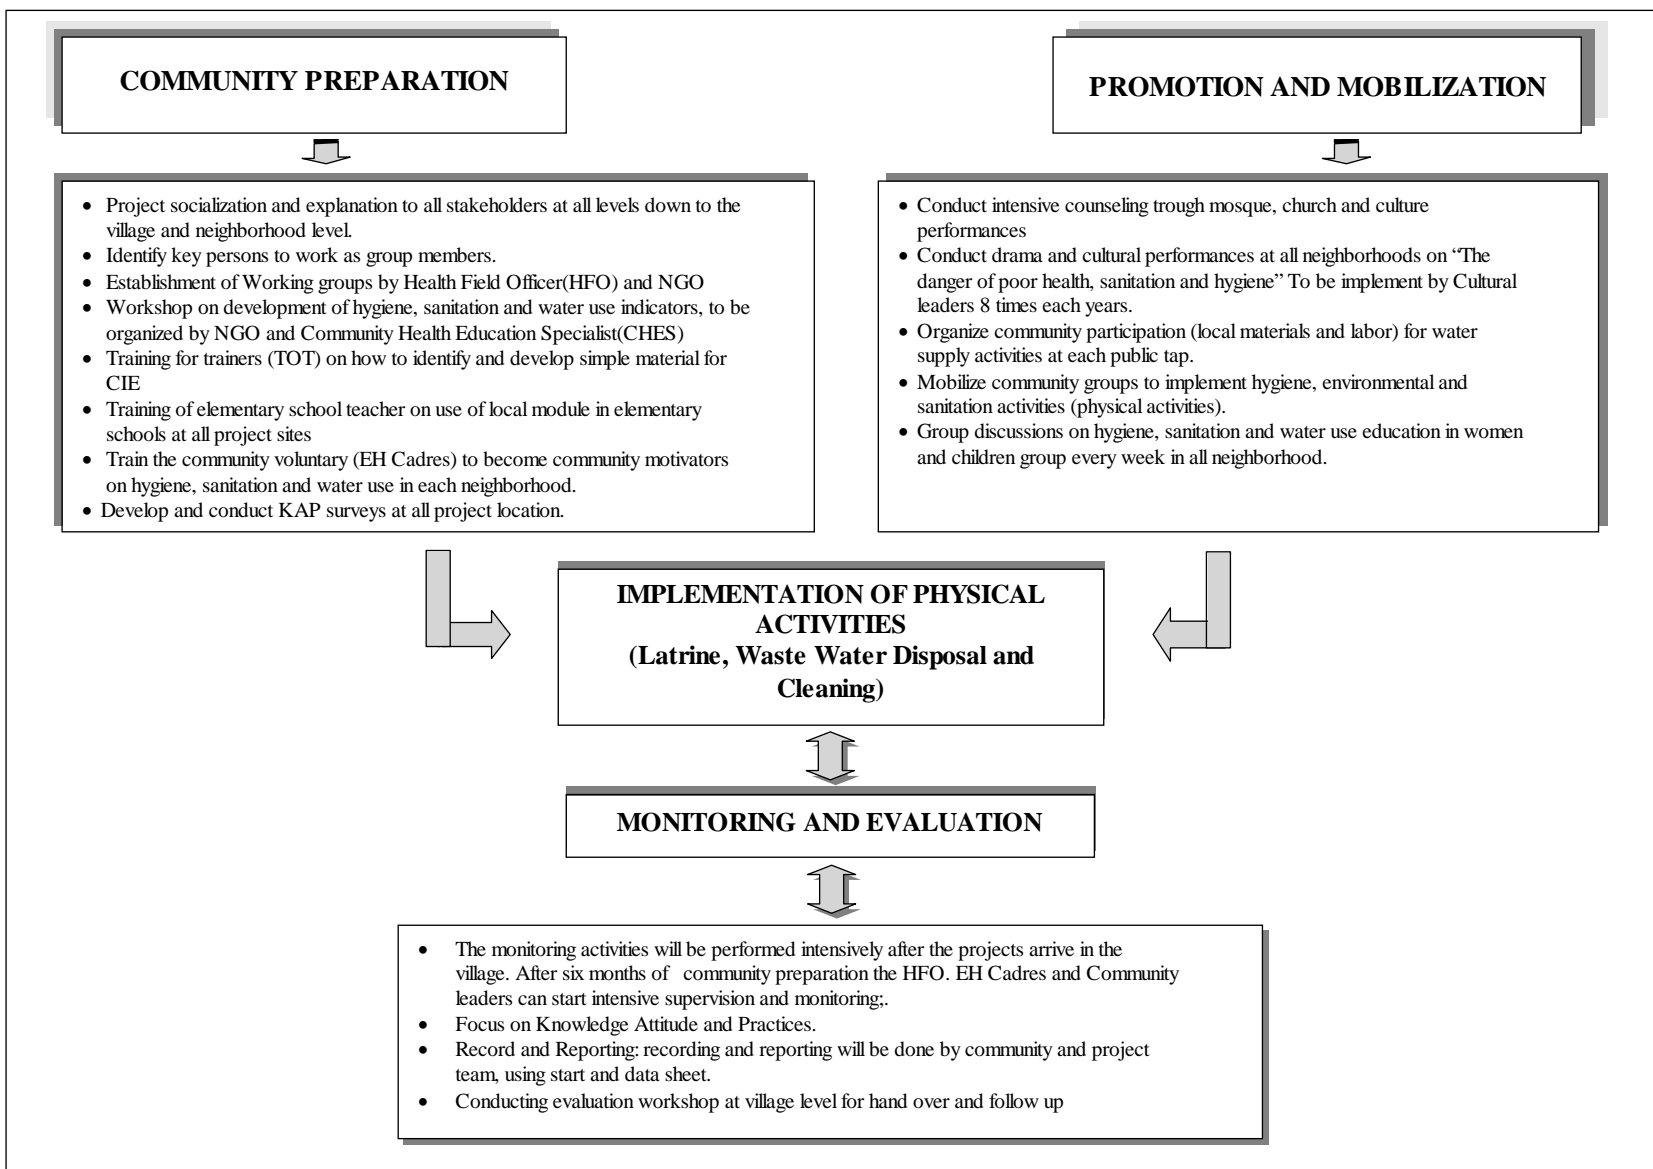 COMMUNITY PREPARATION
• Project socialization and explanation to all stakeholders at all levels down to the
village and neighborhood level.
• Identify key persons to work as group members.
• Establishment of Working groups by Health Field Officer(HFO) and NGO
• Workshop on development of hygiene, sanitation and water use indicators, to be
organized by NGO and Community Health Education Specialist(CHES)
• Training for trainers (TOT) on how to identify and develop simple material for
CIE
• Training of elementary school teacher on use of local module in elementary
schools at all project sites
• Train the community voluntary (EH Cadres) to become community motivators
on hygiene, sanitation and water use in each neighborhood.
• Develop and conduct KAP surveys at all project location.
PROMOTION AND MOBILIZATION
• Conduct intensive counseling trough mosque, church and culture
performances
• Conduct drama and cultural performances at all neighborhoods on “The
danger of poor health, sanitation and hygiene” To be implement by Cultural
leaders 8 times each years.
• Organize community participation (local materials and labor) for water
supply activities at each public tap.
• Mobilize community groups to implement hygiene, environmental and
sanitation activities (physical activities).
• Group discussions on hygiene, sanitation and water use education in women
and children group every week in all neighborhood.
IMPLEMENTATION OF PHYSICAL
ACTIVITIES
(Latrine, Waste Water Disposal and
Cleaning)
MONITORING AND EVALUATION
• The monitoring activities will be performed intensively after the projects arrive in the
village. After six months of community preparation the HFO. EH Cadres and Community
leaders can start intensive supervision and monitoring;.
• Focus on Knowledge Attitude and Practices.
• Record and Reporting: recording and reporting will be done by community and project
team, using start and data sheet.
• Conducting evaluation workshop at village level for hand over and follow up